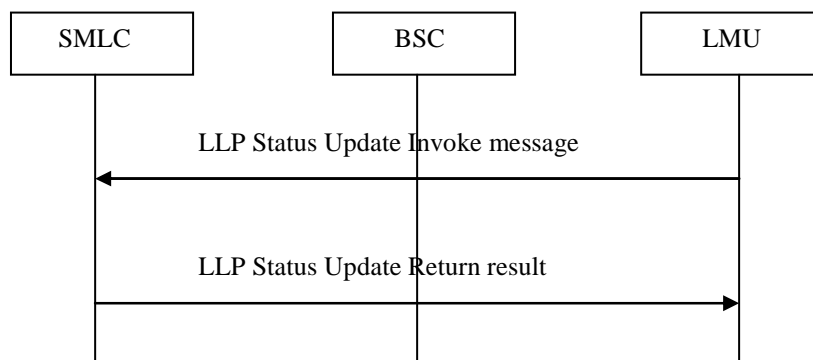 SMLC
BSC
LMU
LLP Status Update Invoke message
LLP Status Update Return result